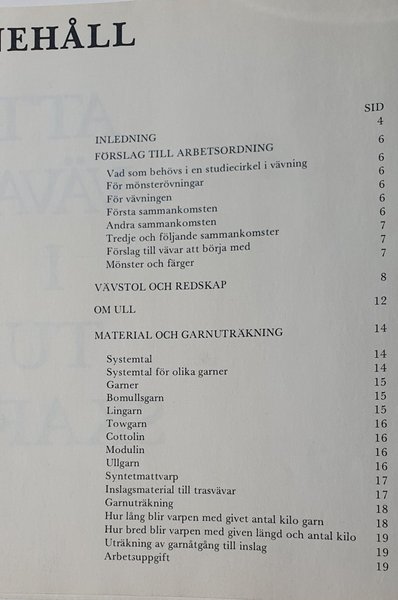 NEHÅLL
SID
INLEDNING 4
FÖRSLAG TILL ARBETSORDNING 6
Vad som behövs i en studiecirkel i vävning 6
För mönsterövningar 6
För vävningen 6
Första sammankomsten 6
Andra sammankomsten 6
Tredje och följande sammankomster 7
Förslag till vävar att börja med 7
Mönster och färger 7
VÄVSTOL OCH REDSKAP 8
OM ULL 12
MATERIAL OCH GARNUTRÄKNING 14
Systemtal 14
Systemtal för olika garner 14
Garner 15
Bomullsgarn 15
Lingarn 15
Towgarn 16
Cottolin 16
Modulin 16
Ullgarn 16
Syntetmattvarp 17
Inslagsmaterial till trasvävar 17
Garnuträkning 18
Hur lång blir varpen med givet antal kilo garn 18
Hur bred blir varpen med given längd och antal kilo 19
Uträkning av garnåtgång till inslag 19
Arbetsuppgift 19